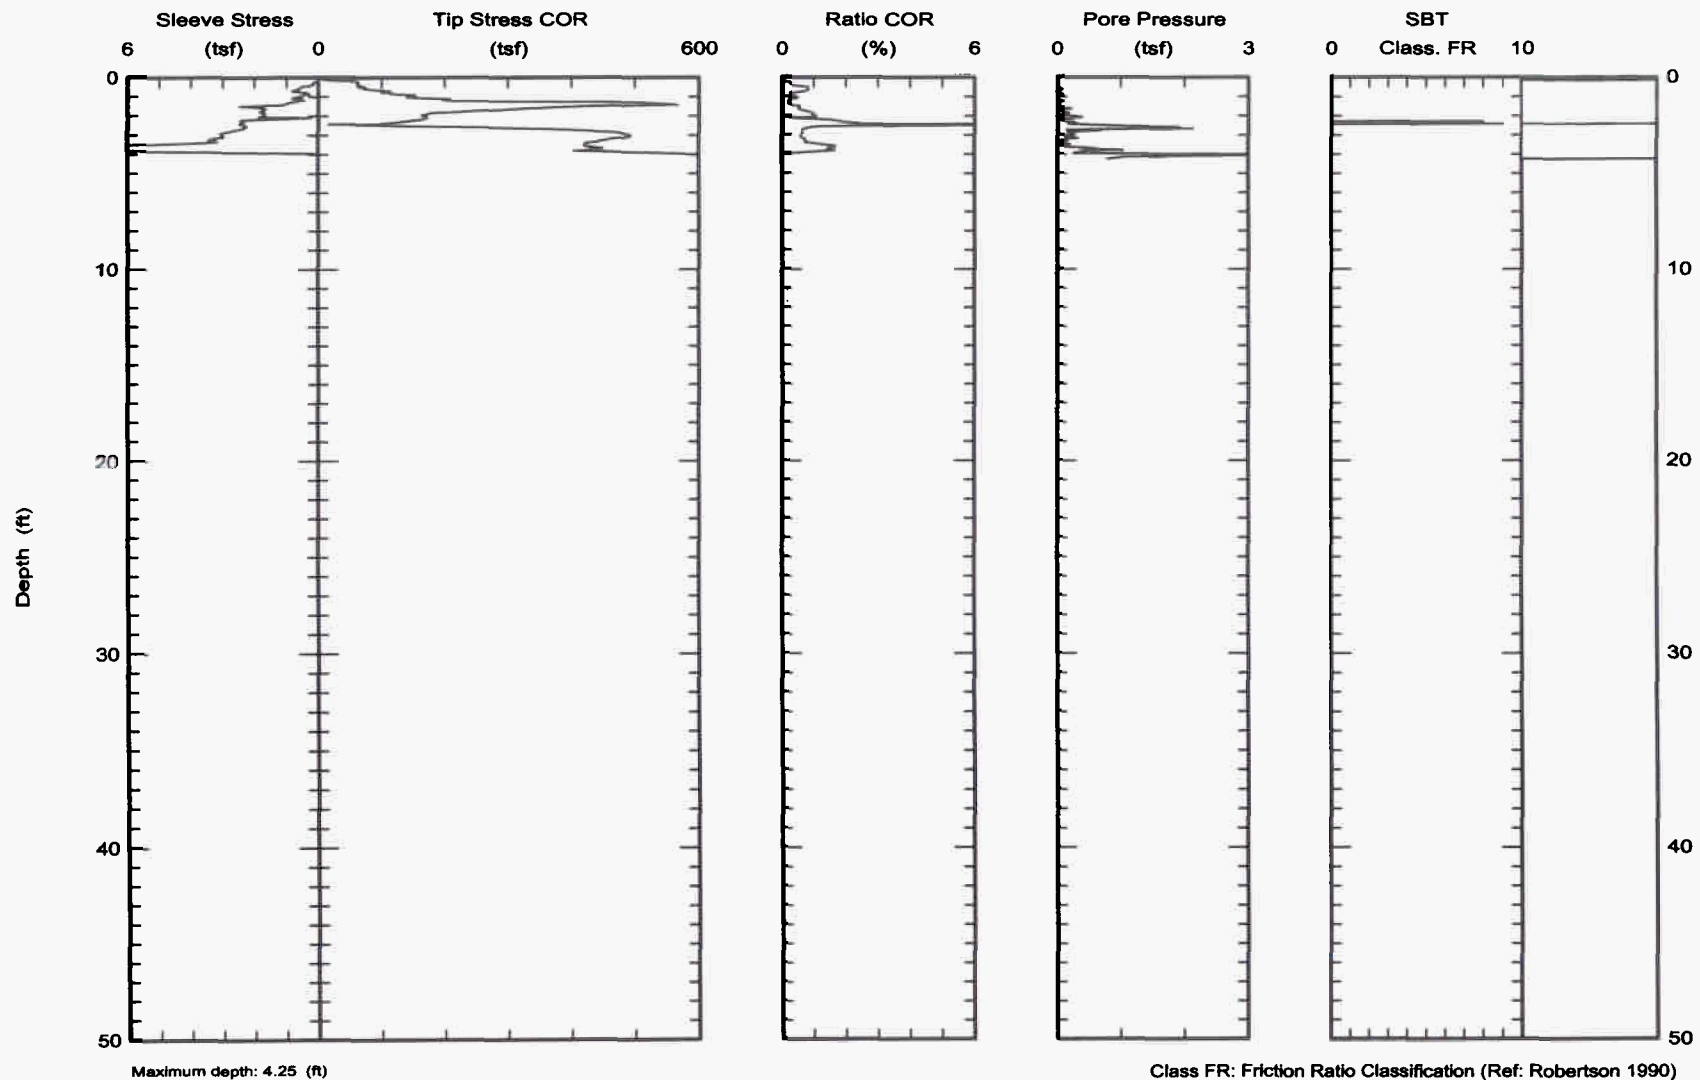 Sleeve Stress Tip Stress COR Ratio COR Pore Pressure SBT
(tsf) (tsf) (%) (tsf) Class. FR
6 0 600 0 6 0 3 0 10
0 0
10 10
20 20
30 30
40 40
50 50
Depth (ft)
Maximum depth: 4.25 (ft)
Class FR: Friction Ratio Classification (Ref: Robertson 1990)